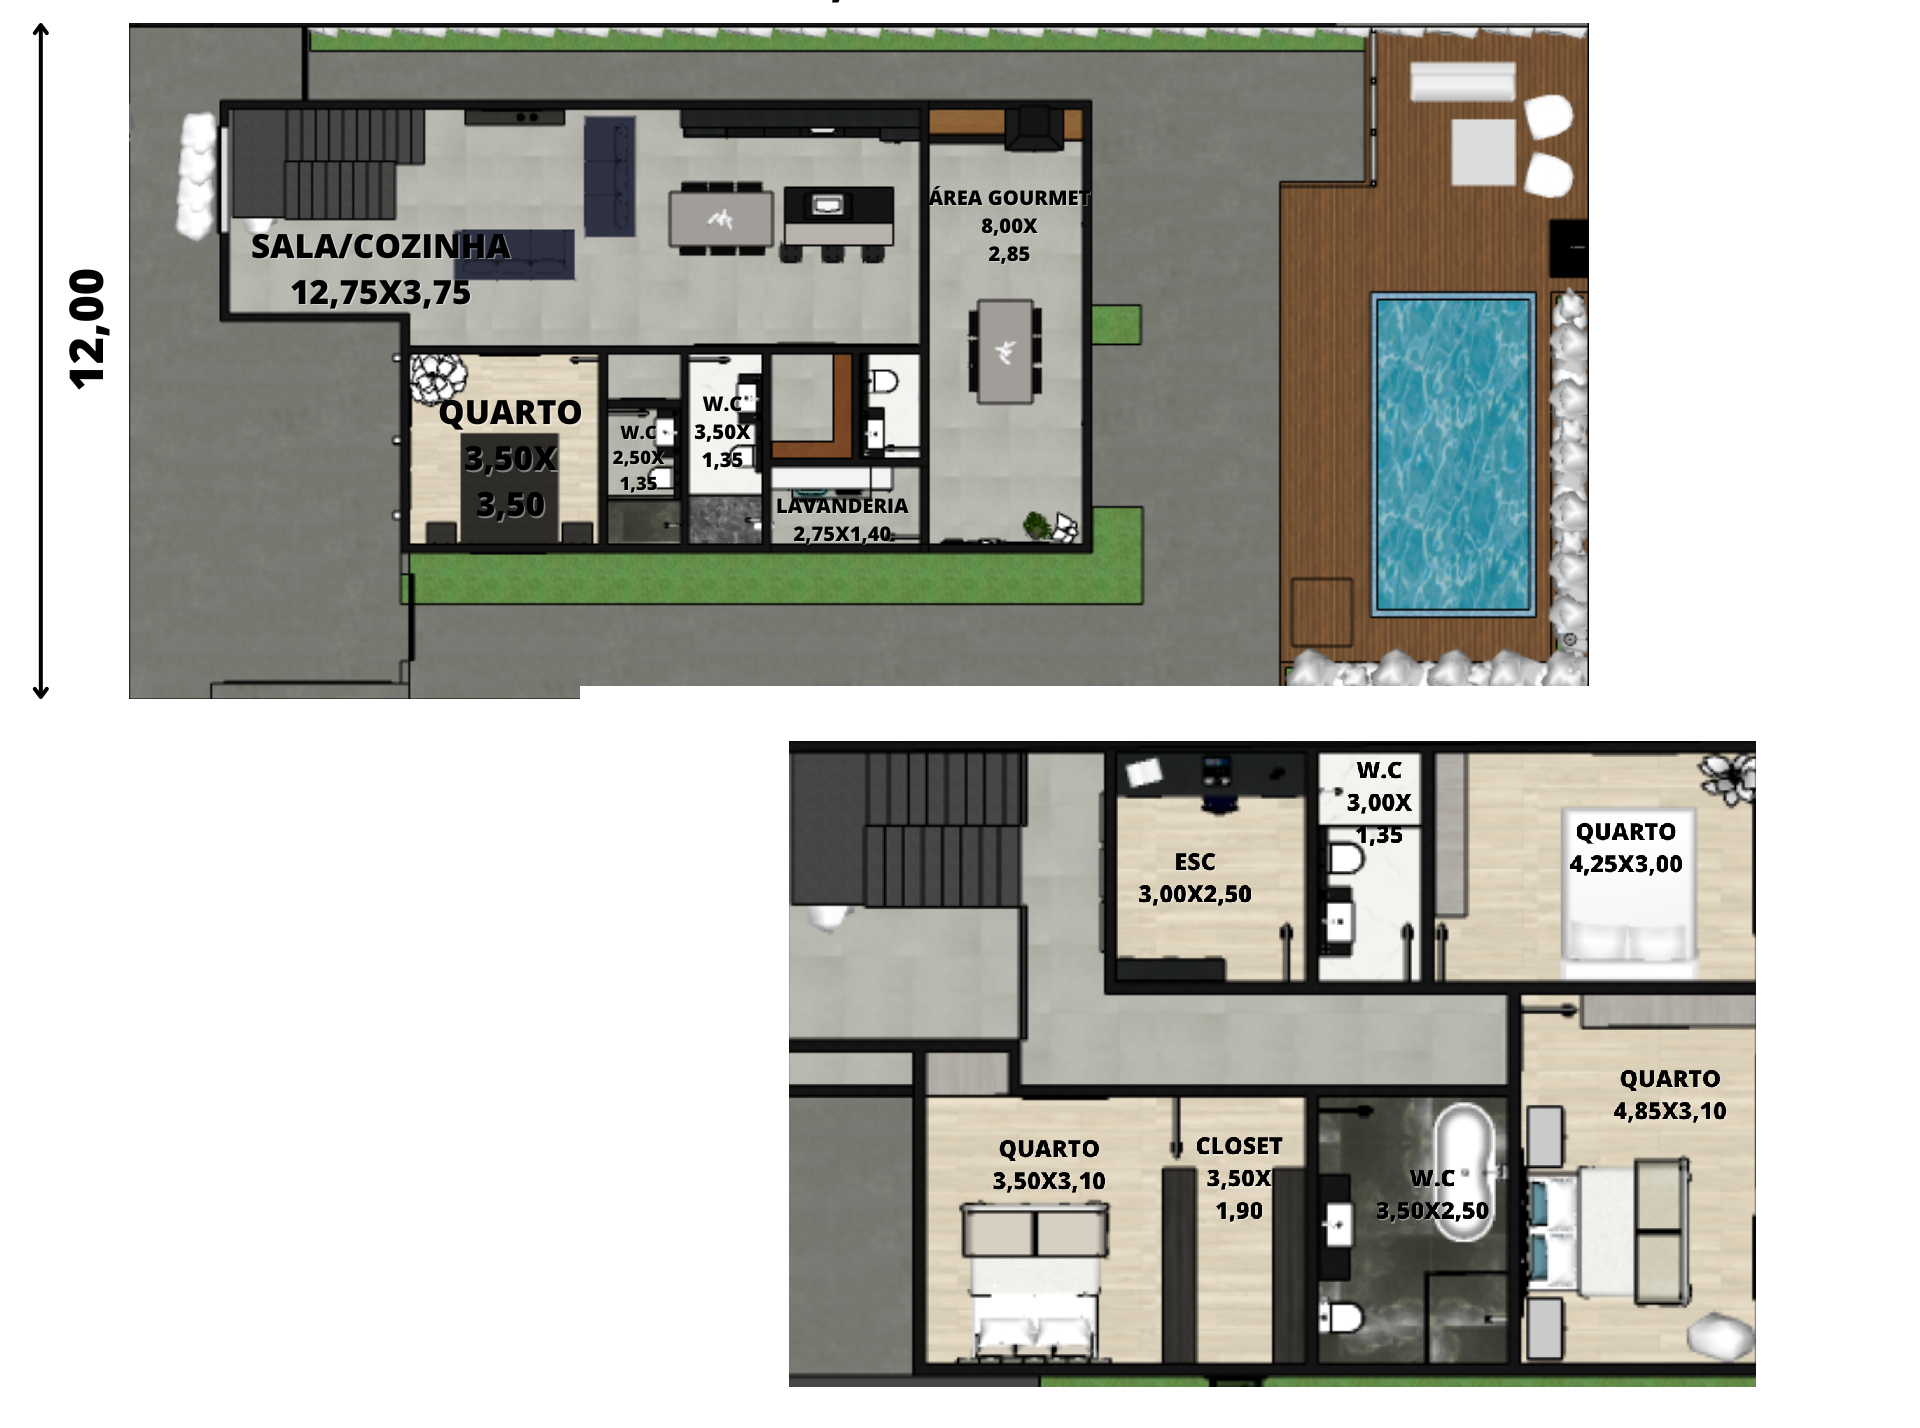 12,00
SALA/COZINHA
12,75X3,75
ÁREA GOURMET
8,00X
2,85
QUARTO
3,50X
3,50
W.C
2,50X
1,35
W.C
3,50X
1,35
LAVANDERIA
2,75X1,40
ESC
3,00X2,50
W.C
3,00X
1,35
QUARTO
4,25X3,00
QUARTO
4,85X3,10
QUARTO
3,50X3,10
CLOSET
3,50X
1,90
W.C
3,50X2,50